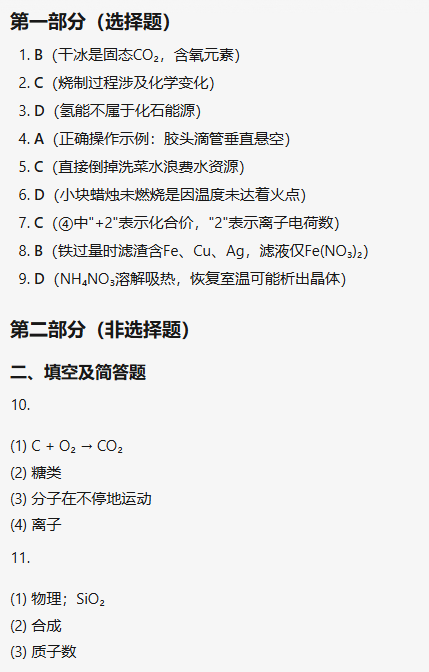 第一部分（选择题）
1. B（干冰是固态CO₂，含氧元素）
2. C（烧制过程涉及化学变化）
3. D（氢能不属于化石能源）
4. A（正确操作示例：胶头滴管垂直悬空）
5. C（直接倒掉洗菜水浪费水资源）
6. D（小块蜡烛未燃烧是因温度未达着火点）
7. C（④中"+2"表示化合价，"2"表示离子电荷数）
8. B（铁过量时滤渣含Fe、Cu、Ag，滤液仅Fe(NO₃)₂）
9. D（NH₄NO₃溶解吸热，恢复室温可能析出晶体）
第二部分（非选择题）
二、填空及简答题
10.
(1) C + O₂ → CO₂
(2) 糖类
(3) 分子在不停地运动
(4) 离子
11.
(1) 物理；SiO₂
(2) 合成
(3) 质子数